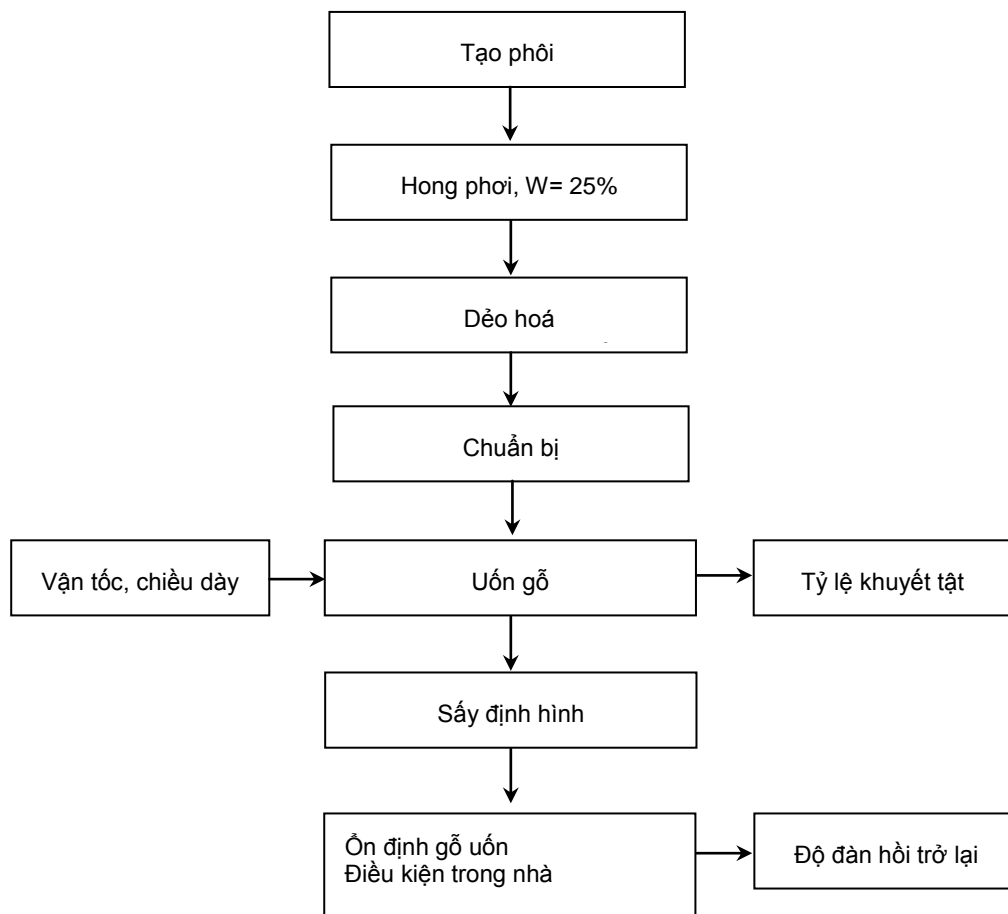 Tạo phôi
Hong phơi, W= 25%
Dẻo hoá
Chuẩn bị
Vận tốc, chiều dày
Uốn gỗ
Tỷ lệ khuyết tật
Sấy định hình
Ổn định gỗ uốn
Điều kiện trong nhà
Độ đàn hồi trở lại